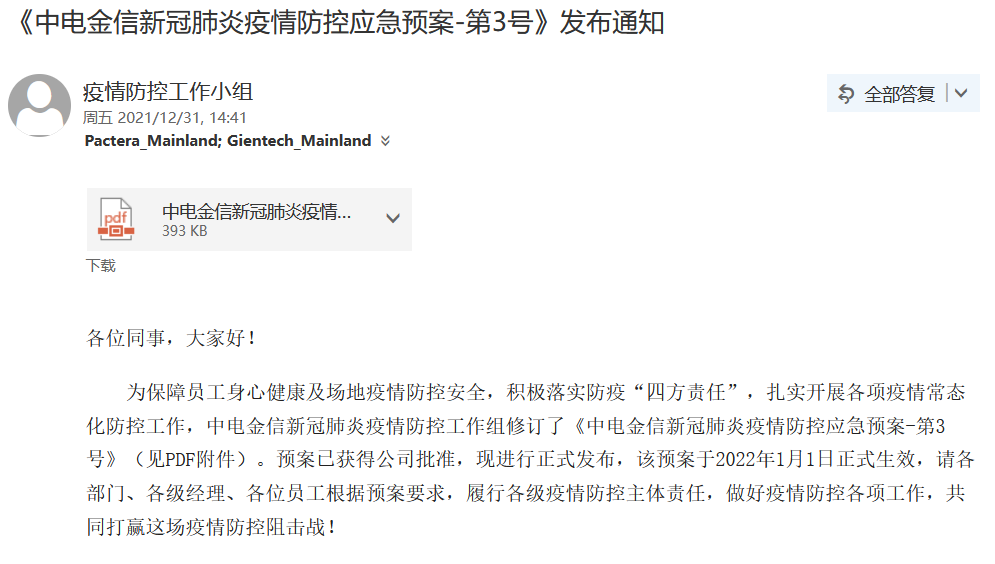 《中电金信新冠肺炎疫情防控应急预案-第3号》发布通知
疫情防控工作小组
全部答复
周五 2021/12/31, 14:41
Pactera_Mainland; Gientech_Mainland
pdf
中电金信新冠肺炎疫情...
393 KB
下载
各位同事，大家好！
为保障员工身心健康及场地疫情防控安全，积极落实防疫“四方责任”，扎实开展各项疫情常态
化防控工作，中电金信新冠肺炎疫情防控工作组修订了《中电金信新冠肺炎疫情防控应急预案-第3
号》（见PDF附件）。预案已获得公司批准，现进行正式发布，该预案于2022年1月1日正式生效，请各
部门、各级经理、各位员工根据预案要求，履行各级疫情防控主体责任，做好疫情防控各项工作，共
同打赢这场疫情防控阻击战！